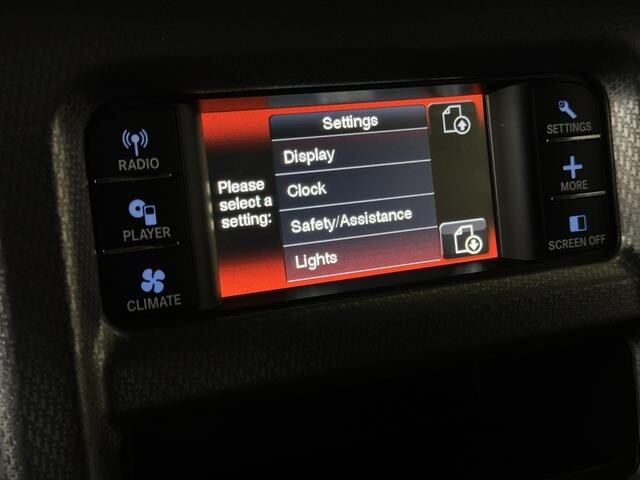 RADIO
PLAYER
CLIMATE
Settings
Please
select a
setting:
Display
Clock
Safety/Assistance
Lights
SETTINGS
MORE
SCREEN OFF